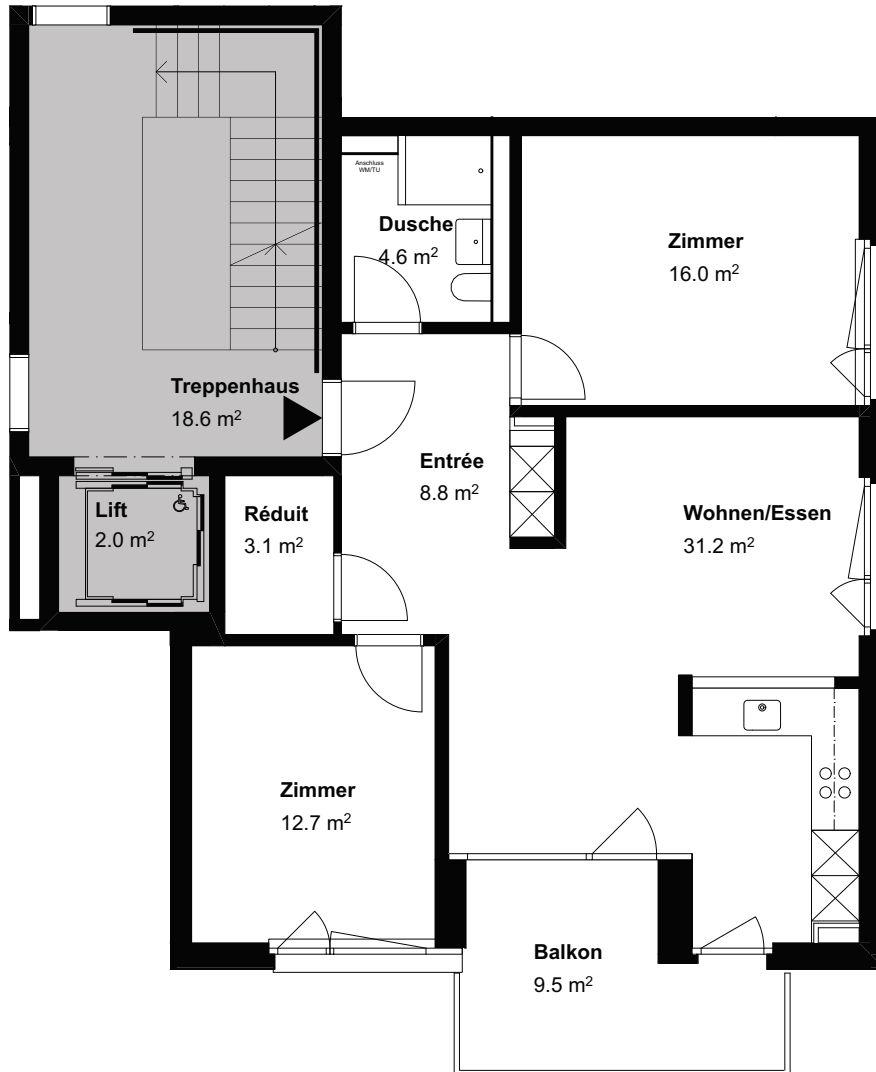 Anschluss
WM/TU
Dusche
4.6 m²
Zimmer
16.0 m²
Treppenhaus
18.6 m²
Entrée
8.8 m²
Lift
2.0 m²
Réduit
3.1 m²
Wohnen/Essen
31.2 m²
Zimmer
12.7 m²
Balkon
9.5 m²